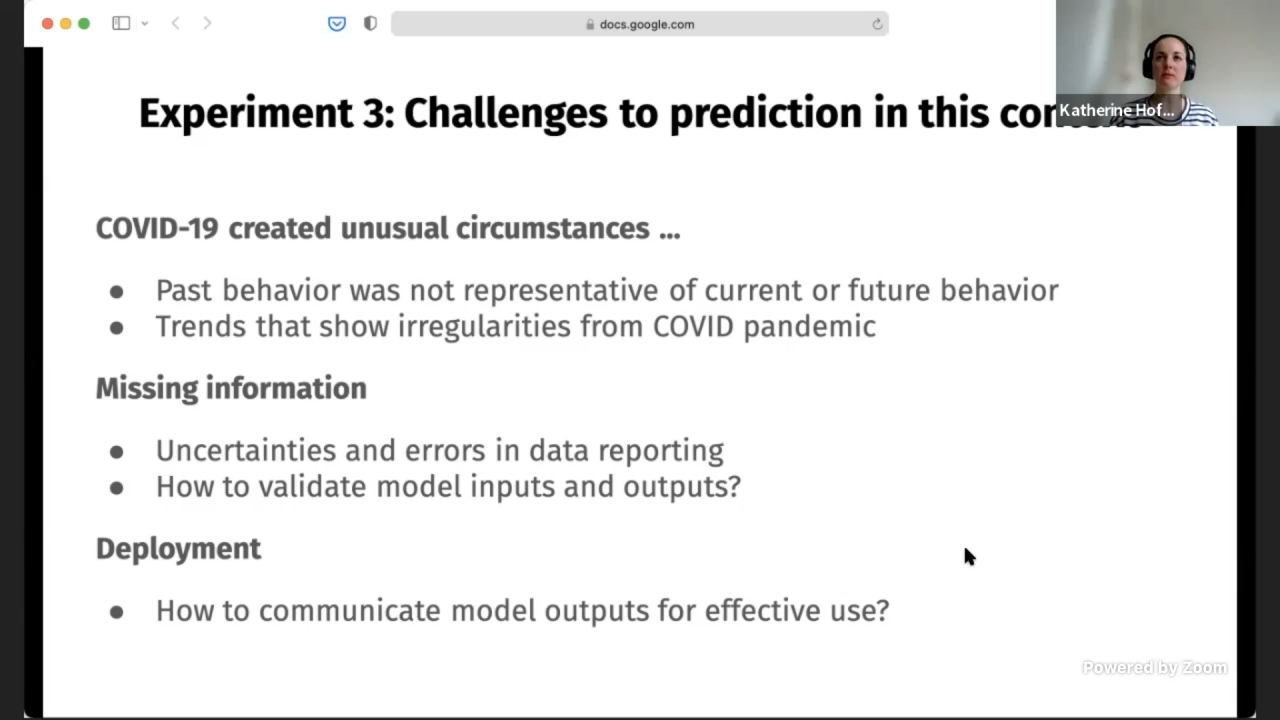 docs.google.com
Experiment 3: Challenges to prediction in this
Katherine Hof...
COVID-19 created unusual circumstances ...
● Past behavior was not representative of current or future behavior
● Trends that show irregularities from COVID pandemic
Missing information
● Uncertainties and errors in data reporting
● How to validate model inputs and outputs?
Deployment
● How to communicate model outputs for effective use?
Powered by Zoom